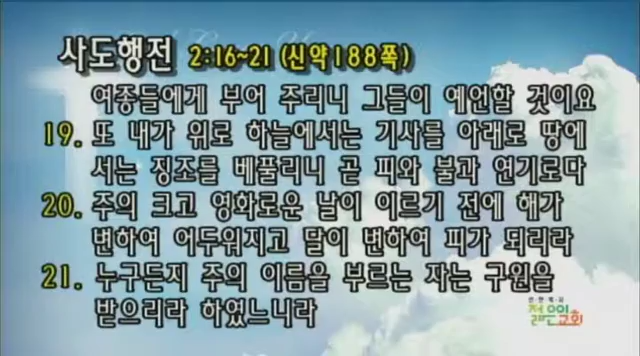 사도행전 2:16~21 (신약188폭)
여종들에게 부어 주리니 그들이 예언할 것이요
19. 또 내가 위로 하늘에서는 기사를 아래로 땅에
서는 징조를 베풀리니 곧 피와 불과 연기로다
20. 주의 크고 영화로운 날이 이르기 전에 해가
변하여 어두워지고 달이 변하여 피가 되리라
21. 누구든지 주의 이름을 부르는 자는 구원을
받으리라 하였느니라
교회